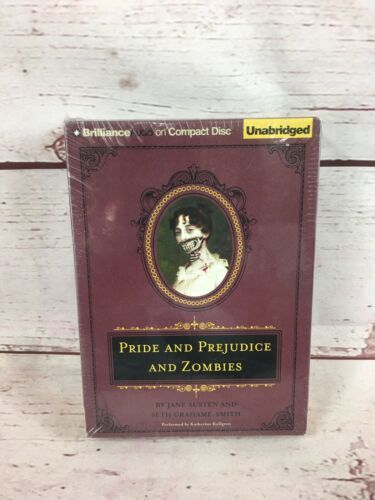 Brilliance Audio on Compact Disc
Unabridged
PRIDE AND PREJUDICE
AND ZOMBIES
BY JANE AUSTEN AND
SETH GRAHAME-SMITH
Performed by Katherine Kellgren